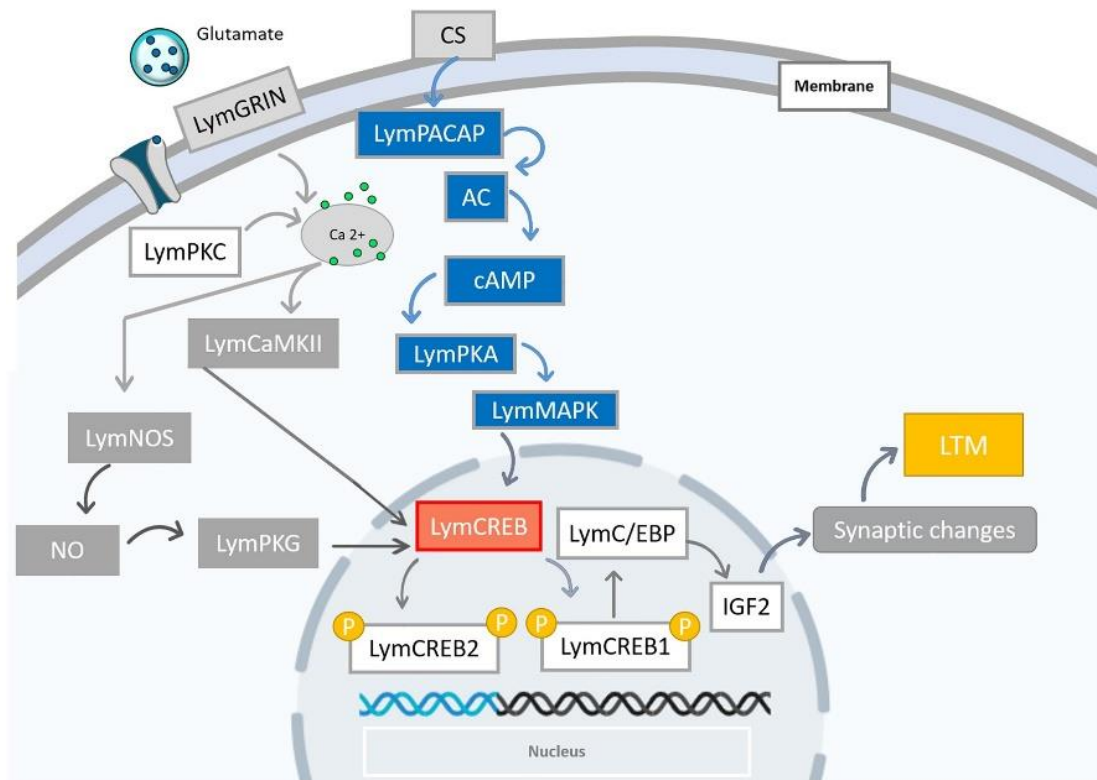 Glutamate
CS
LymGRIN
Membrane
LymPACAP
AC
LymPKC
Ca 2+
cAMP
LymCaMKII
LymPKA
LymMAPK
LymNOS
LTM
LymCREB
LymC/EBP
Synaptic changes
NO
LymPKG
IGF2
P
P
P
P
LymCREB2
LymCREB1
Nucleus